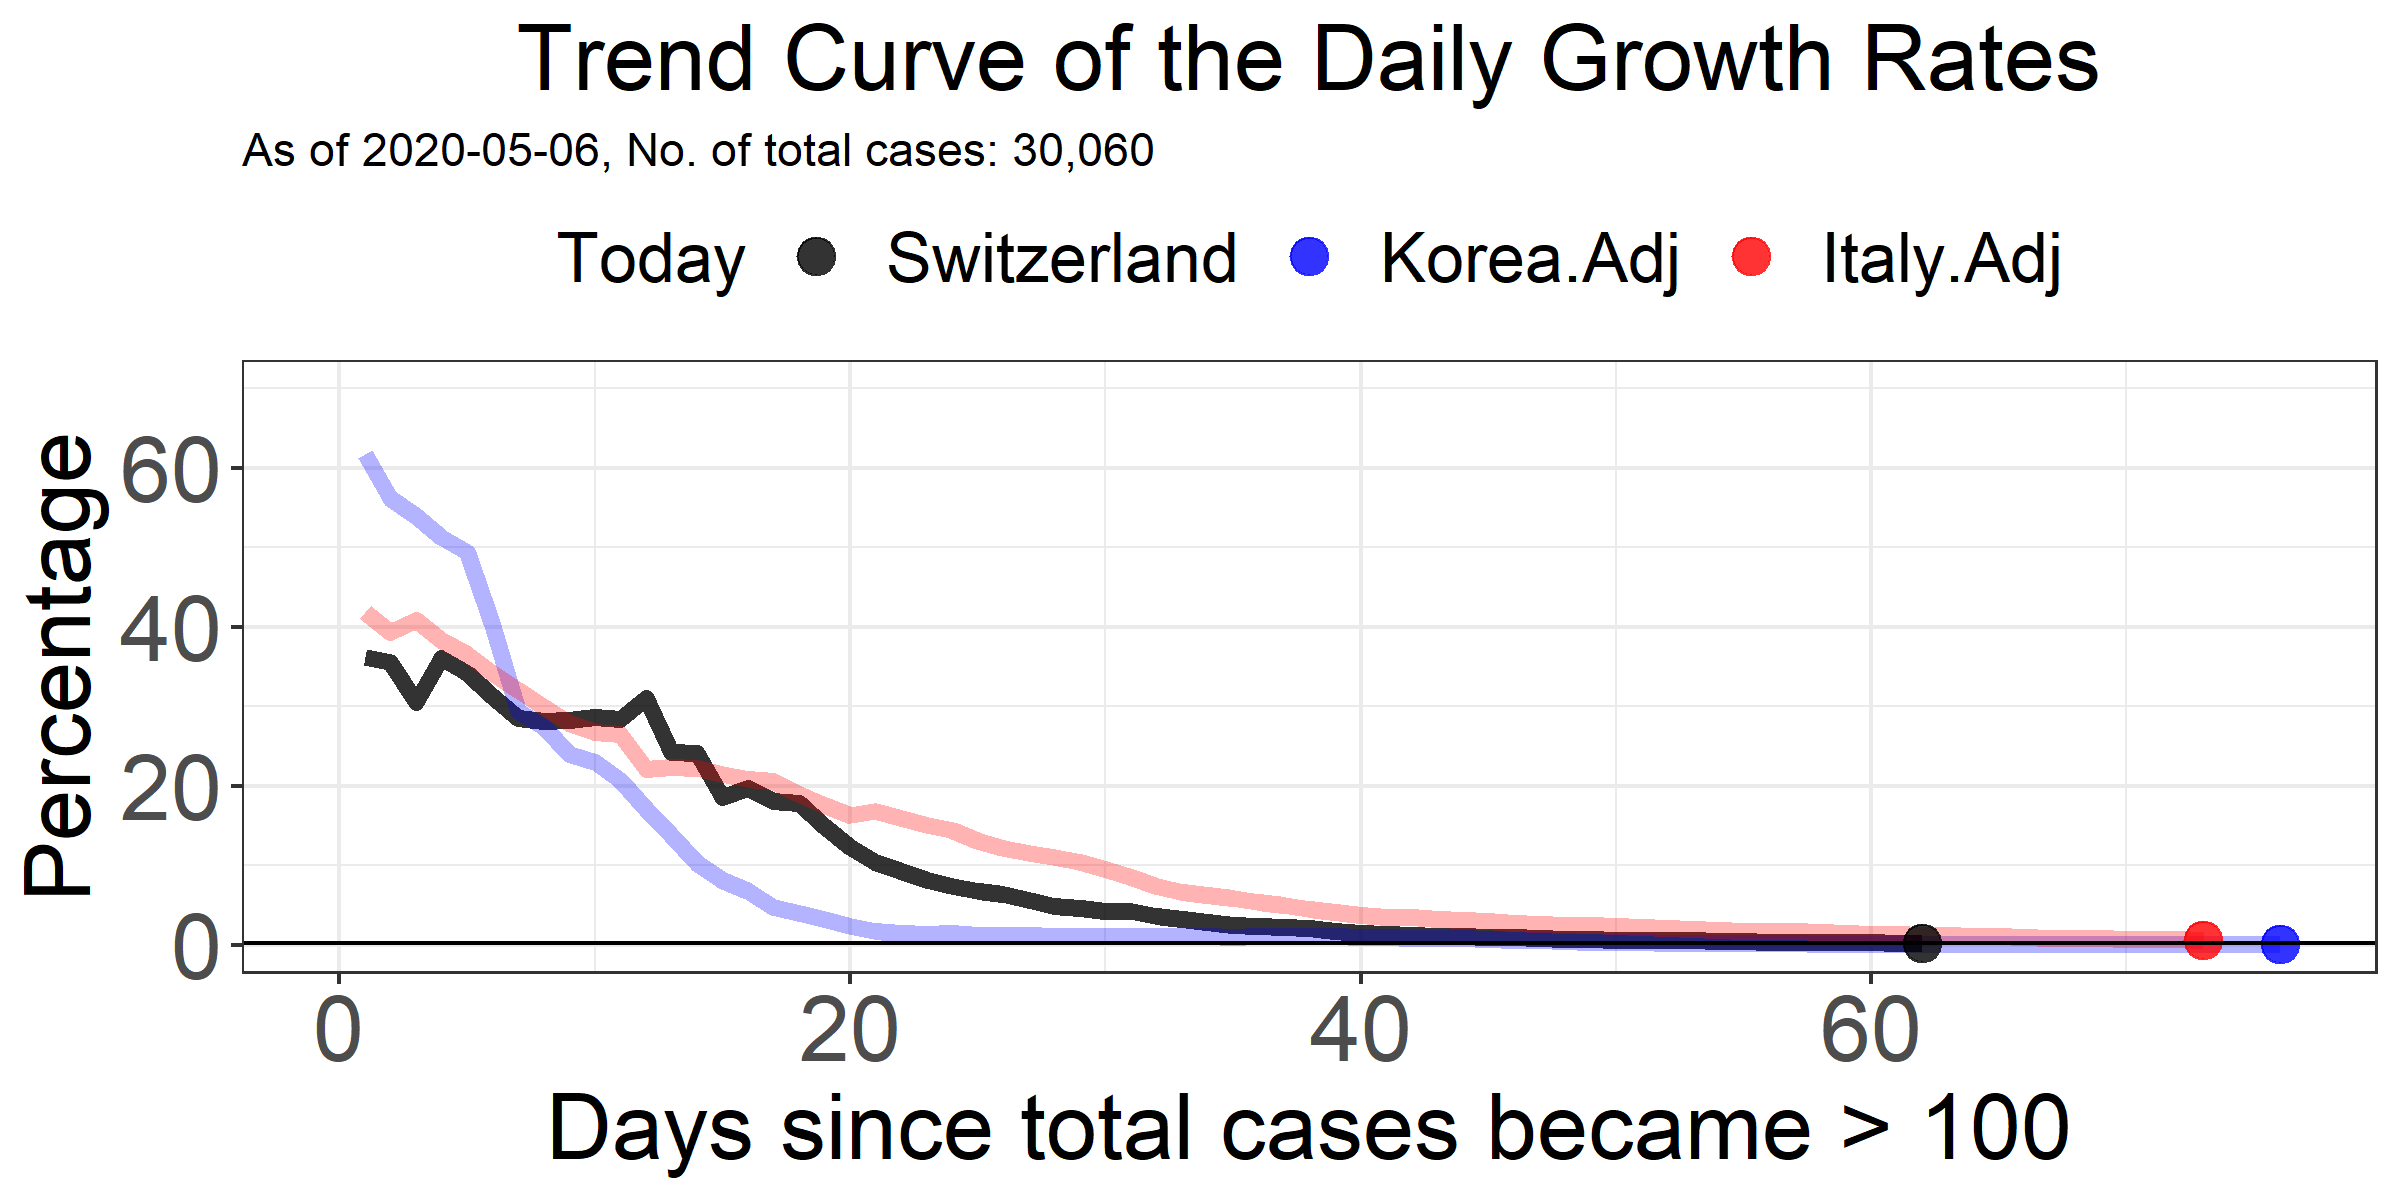 Trend Curve of the Daily Growth Rates
As of 2020-05-06, No. of total cases: 30,060
Today Switzerland Korea.Adj Italy.Adj
Percentage
60
40
20
0
0 20 40 60
Days since total cases became > 100